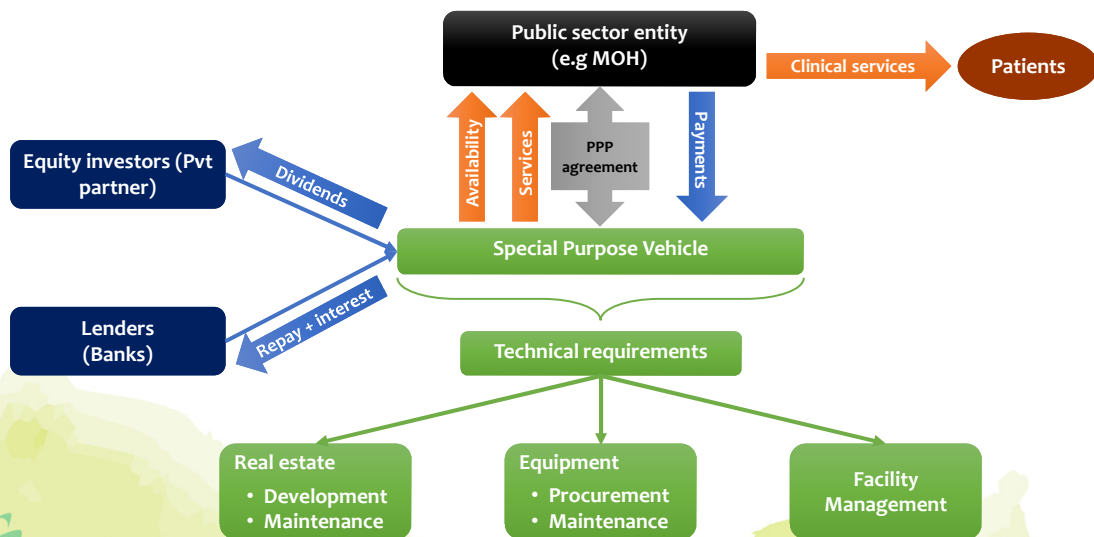 Public sector entity
(e.g MOH)
Clinical services
Patients
Availability
Services
PPP
agreement
Payments
Equity investors (Pvt
partner)
Dividends
Special Purpose Vehicle
Lenders
(Banks)
Repay + interest
Technical requirements
Real estate
• Development
• Maintenance
Equipment
• Procurement
• Maintenance
Facility
Management